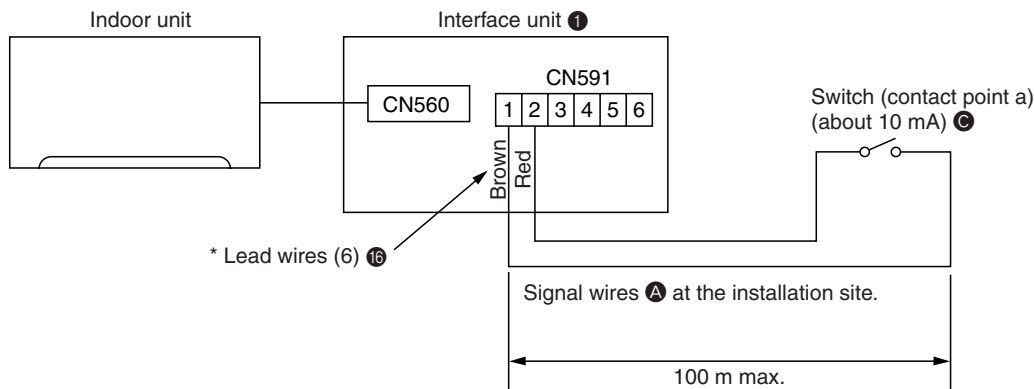 Indoor unit
Interface unit ❶
CN560
CN591
1 2 3 4 5 6
Switch (contact point a)
(about 10 mA) 🅒
Brown
Red
* Lead wires (6) ⓰
Signal wires 🅐 at the installation site.
100 m max.